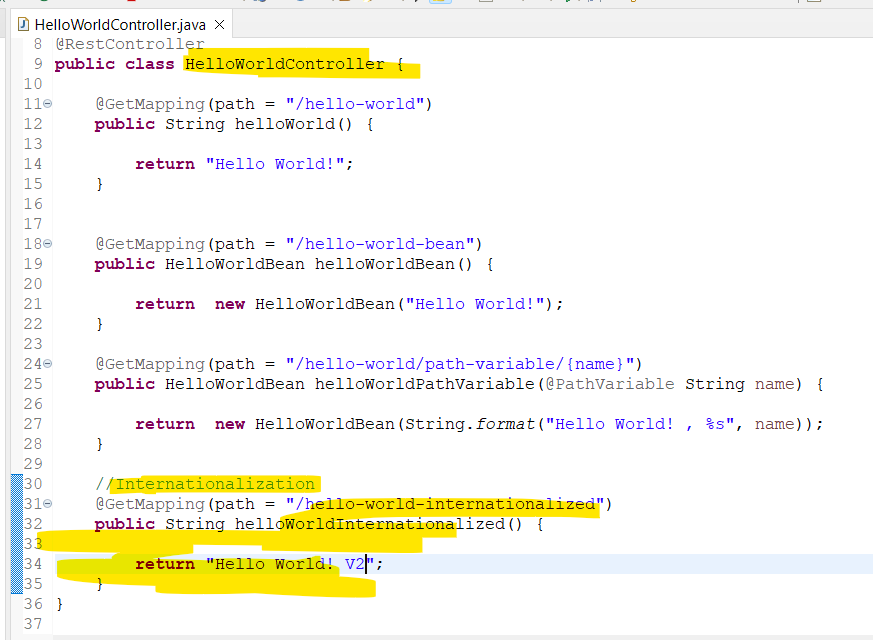 HelloWorldController.java
8 @RestController
9 public class HelloWorldController {
10
11 @GetMapping(path = "/hello-world")
12 public String helloWorld() {
13
14 return "Hello World!";
15 }
16
17
18 @GetMapping(path = "/hello-world-bean")
19 public HelloWorldBean helloWorldBean() {
20
21 return  new HelloWorldBean("Hello World!");
22 }
23
24 @GetMapping(path = "/hello-world/path-variable/{name}")
25 public HelloWorldBean helloWorldPathVariable(@PathVariable String name) {
26
27 return  new HelloWorldBean(String.format("Hello World! , %s", name));
28 }
29
30 //Internationalization
31 @GetMapping(path = "/hello-world-internationalized")
32 public String helloWorldInternationalized() {
33
34 return "Hello World! V2";
35 }
36 }
37